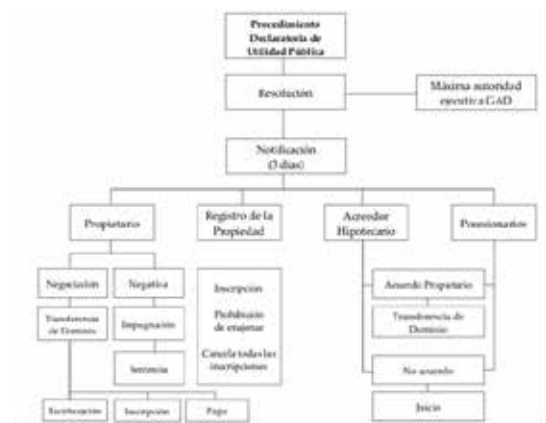 Procedimiento
Declaratoria de
Utilidad Pública
Resolución
Máxima autoridad
ejecutiva GAD
Notificación
(3 días)
Propietario
Registro de la
Propiedad
Acreedor
Hipotecario
Posesionarios
Negociación
Negativa
Inscripción
Prohibición
de enajenar
Cancela todas las
inscripciones
Acuerdo Propietario
Transferencia
de Dominio
Impugnación
Transferencia de
Dominio
Sentencia
No acuerdo
Escrituración
Inscripción
Pago
Juicio